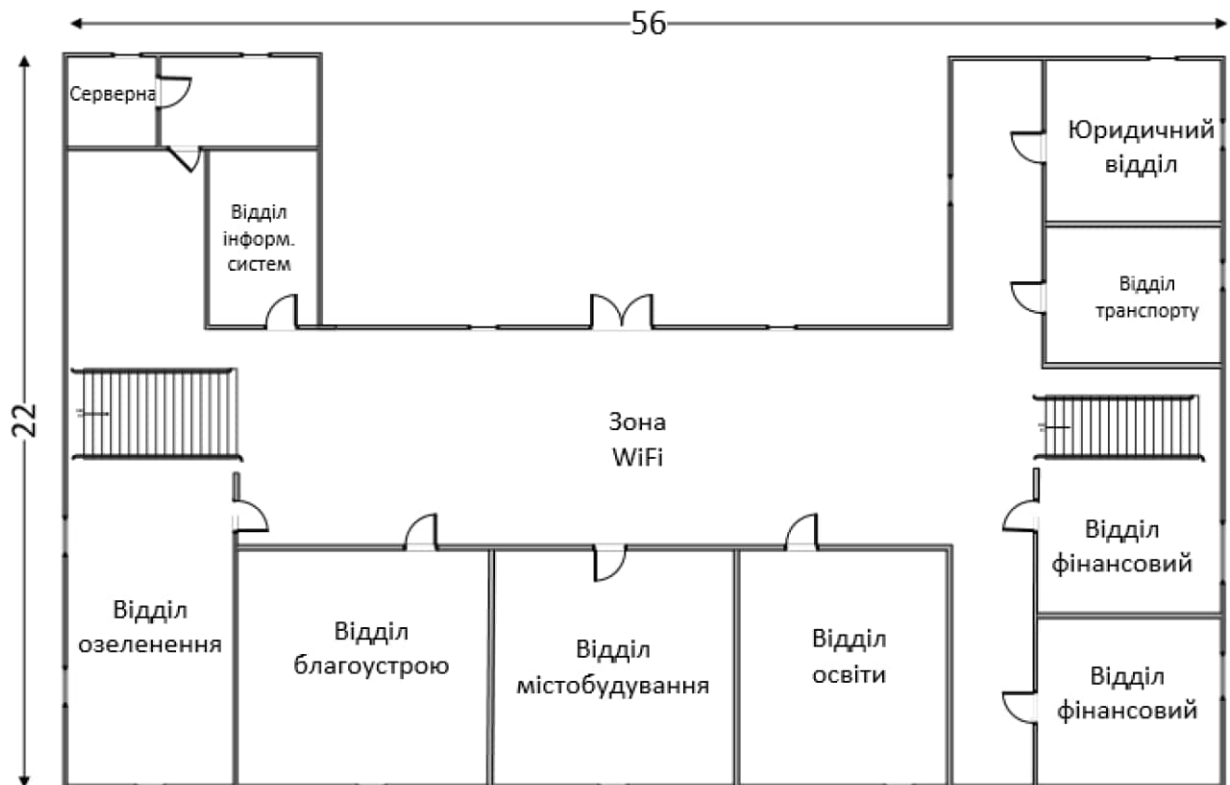 56
22
Серверна
Відділ
інформ.
систем
Юридичний
відділ
Відділ
транспорту
Зона
WiFi
Відділ
озеленення
Відділ
благоустрою
Відділ
містобудування
Відділ
освіти
Відділ
фінансовий
Відділ
фінансовий